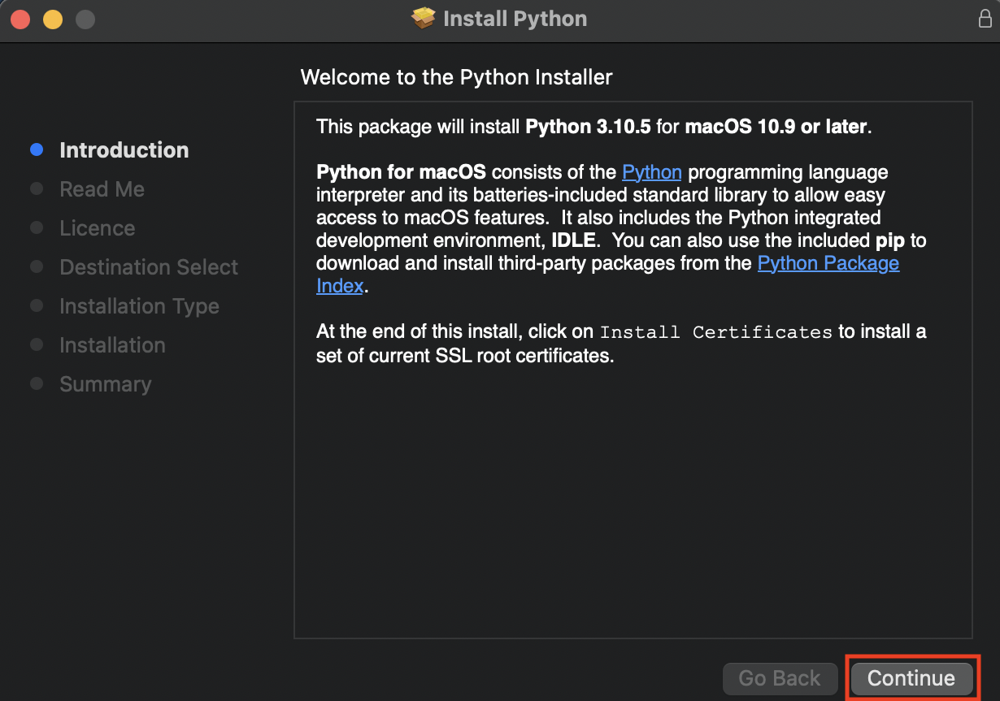 Install Python
Welcome to the Python Installer
Introduction
Read Me
Licence
Destination Select
Installation Type
Installation
Summary
This package will install Python 3.10.5 for macOS 10.9 or later.
Python for macOS consists of the Python programming language
interpreter and its batteries-included standard library to allow easy
access to macOS features.  It also includes the Python integrated
development environment, IDLE.  You can also use the included pip to
download and install third-party packages from the Python Package
Index.
At the end of this install, click on Install Certificates to install a
set of current SSL root certificates.
Go Back
Continue